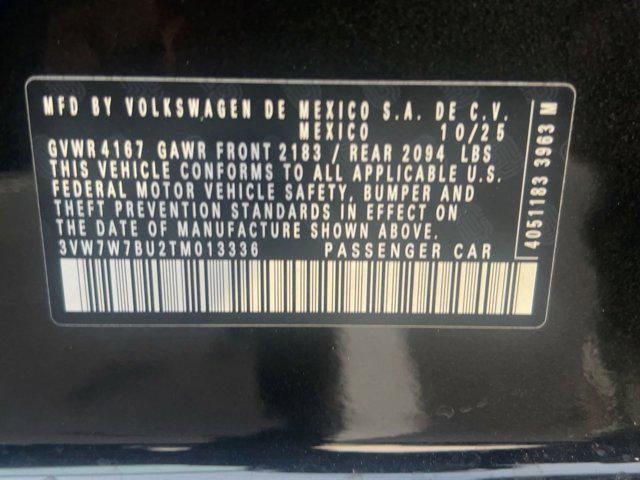 MFD BY VOLKSWAGEN DE MEXICO S.A. DE C.V.
MEXICO 10/25
GVWR 4167 GAWR FRONT 2183 / REAR 2094 LBS
THIS VEHICLE CONFORMS TO ALL APPLICABLE U.S.
FEDERAL MOTOR VEHICLE SAFETY, BUMPER AND
THEFT PREVENTION STANDARDS IN EFFECT ON
THE DATE OF MANUFACTURE SHOWN ABOVE.
3VW7W7BU2TM013336 PASSENGER CAR
4051183 3963 M